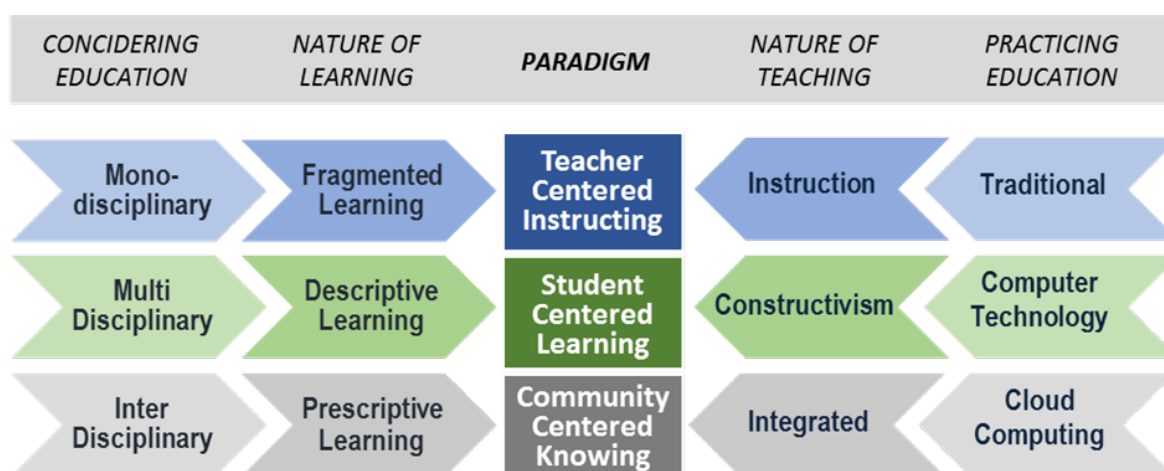 CONCIDERING
EDUCATION
NATURE OF
LEARNING
PARADIGM
NATURE OF
TEACHING
PRACTICING
EDUCATION
Mono-
disciplinary
Fragmented
Learning
Teacher
Centered
Instructing
Instruction
Traditional
Multi
Disciplinary
Descriptive
Learning
Student
Centered
Learning
Constructivism
Computer
Technology
Inter
Disciplinary
Prescriptive
Learning
Community
Centered
Knowing
Integrated
Cloud
Computing